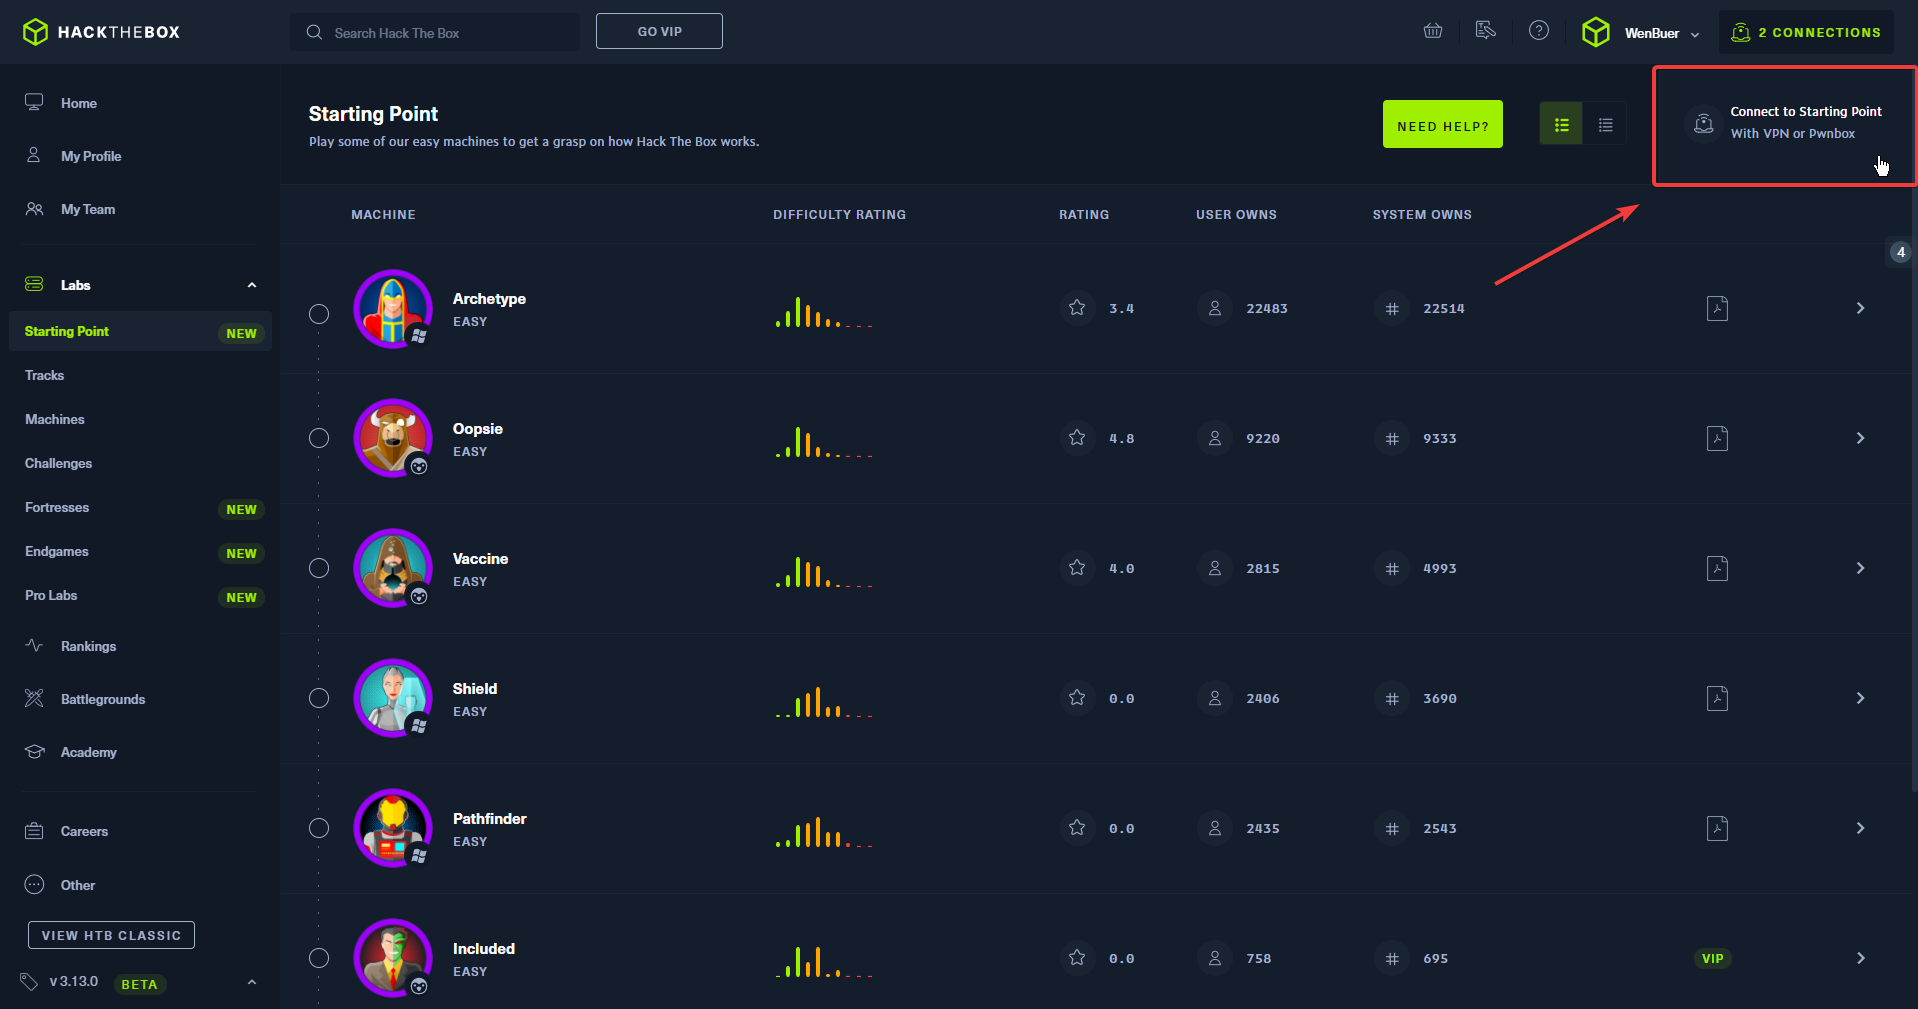 HACKTHEBOX
Search Hack The Box
GO VIP
WenBuer
2 CONNECTIONS
Home
My Profile
My Team
Labs
Starting Point NEW
Tracks
Machines
Challenges
Fortresses NEW
Endgames NEW
Pro Labs NEW
Rankings
Battlegrounds
Academy
Careers
Other
VIEW HTB CLASSIC
v 3.13.0 BETA
Starting Point
Play some of our easy machines to get a grasp on how Hack The Box works.
NEED HELP?
Connect to Starting Point
With VPN or Pwnbox
4
MACHINE DIFFICULTY RATING RATING USER OWNS SYSTEM OWNS
Archetype
EASY
3.4 22483 22514
Oopsie
EASY
4.8 9220 9333
Vaccine
EASY
4.0 2815 4993
Shield
EASY
0.0 2406 3690
Pathfinder
EASY
0.0 2435 2543
Included
EASY
0.0 758 695 VIP